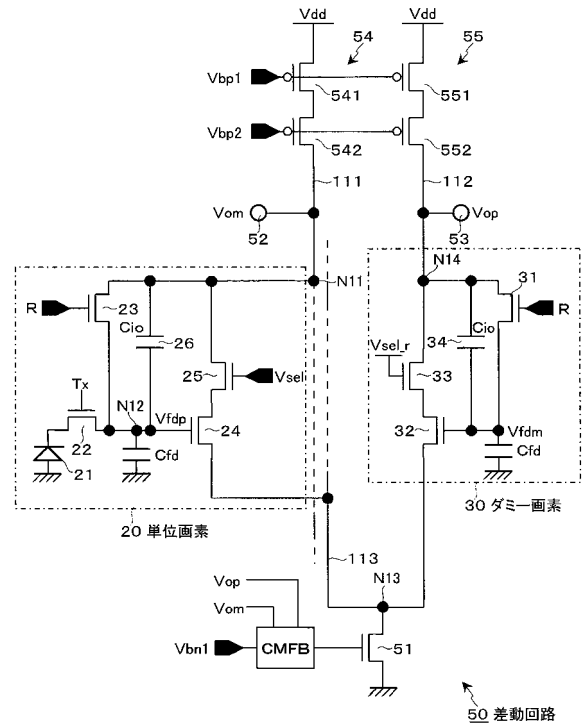 Vdd Vdd
54 55
Vbp1
541 551
Vbp2
542 552
111 112
Vom Vop
52 53
N11 N14
31
R 23 Cio 26 Cio 34 R
Vsel_r
25 Vsel 33
Tx
N12 Vfdp 24 32 Vfdm
22
21 Cfd Cfd
20 単位画素 30 ダミー画素
113
N13
Vop
Vom
Vbn1 CMFB 51
50 差動回路